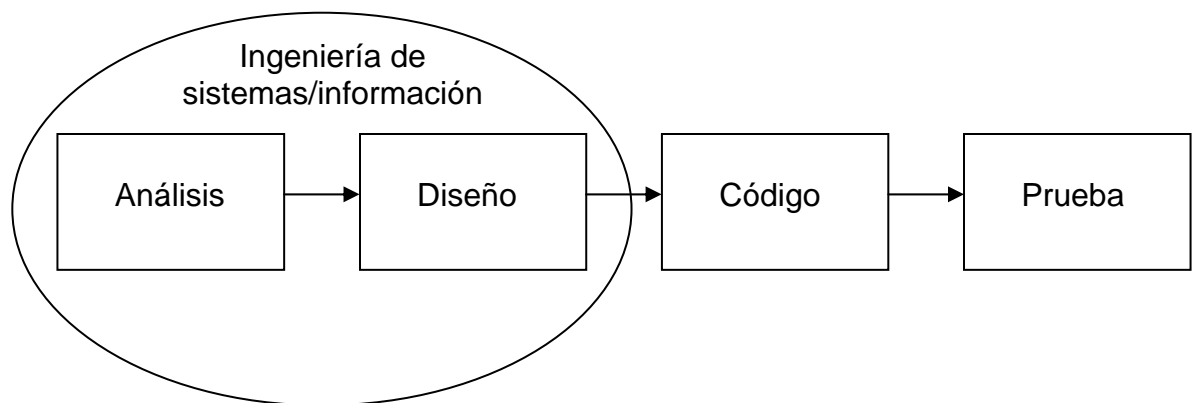 Ingeniería de
sistemas/información
Análisis
Diseño
Código
Prueba